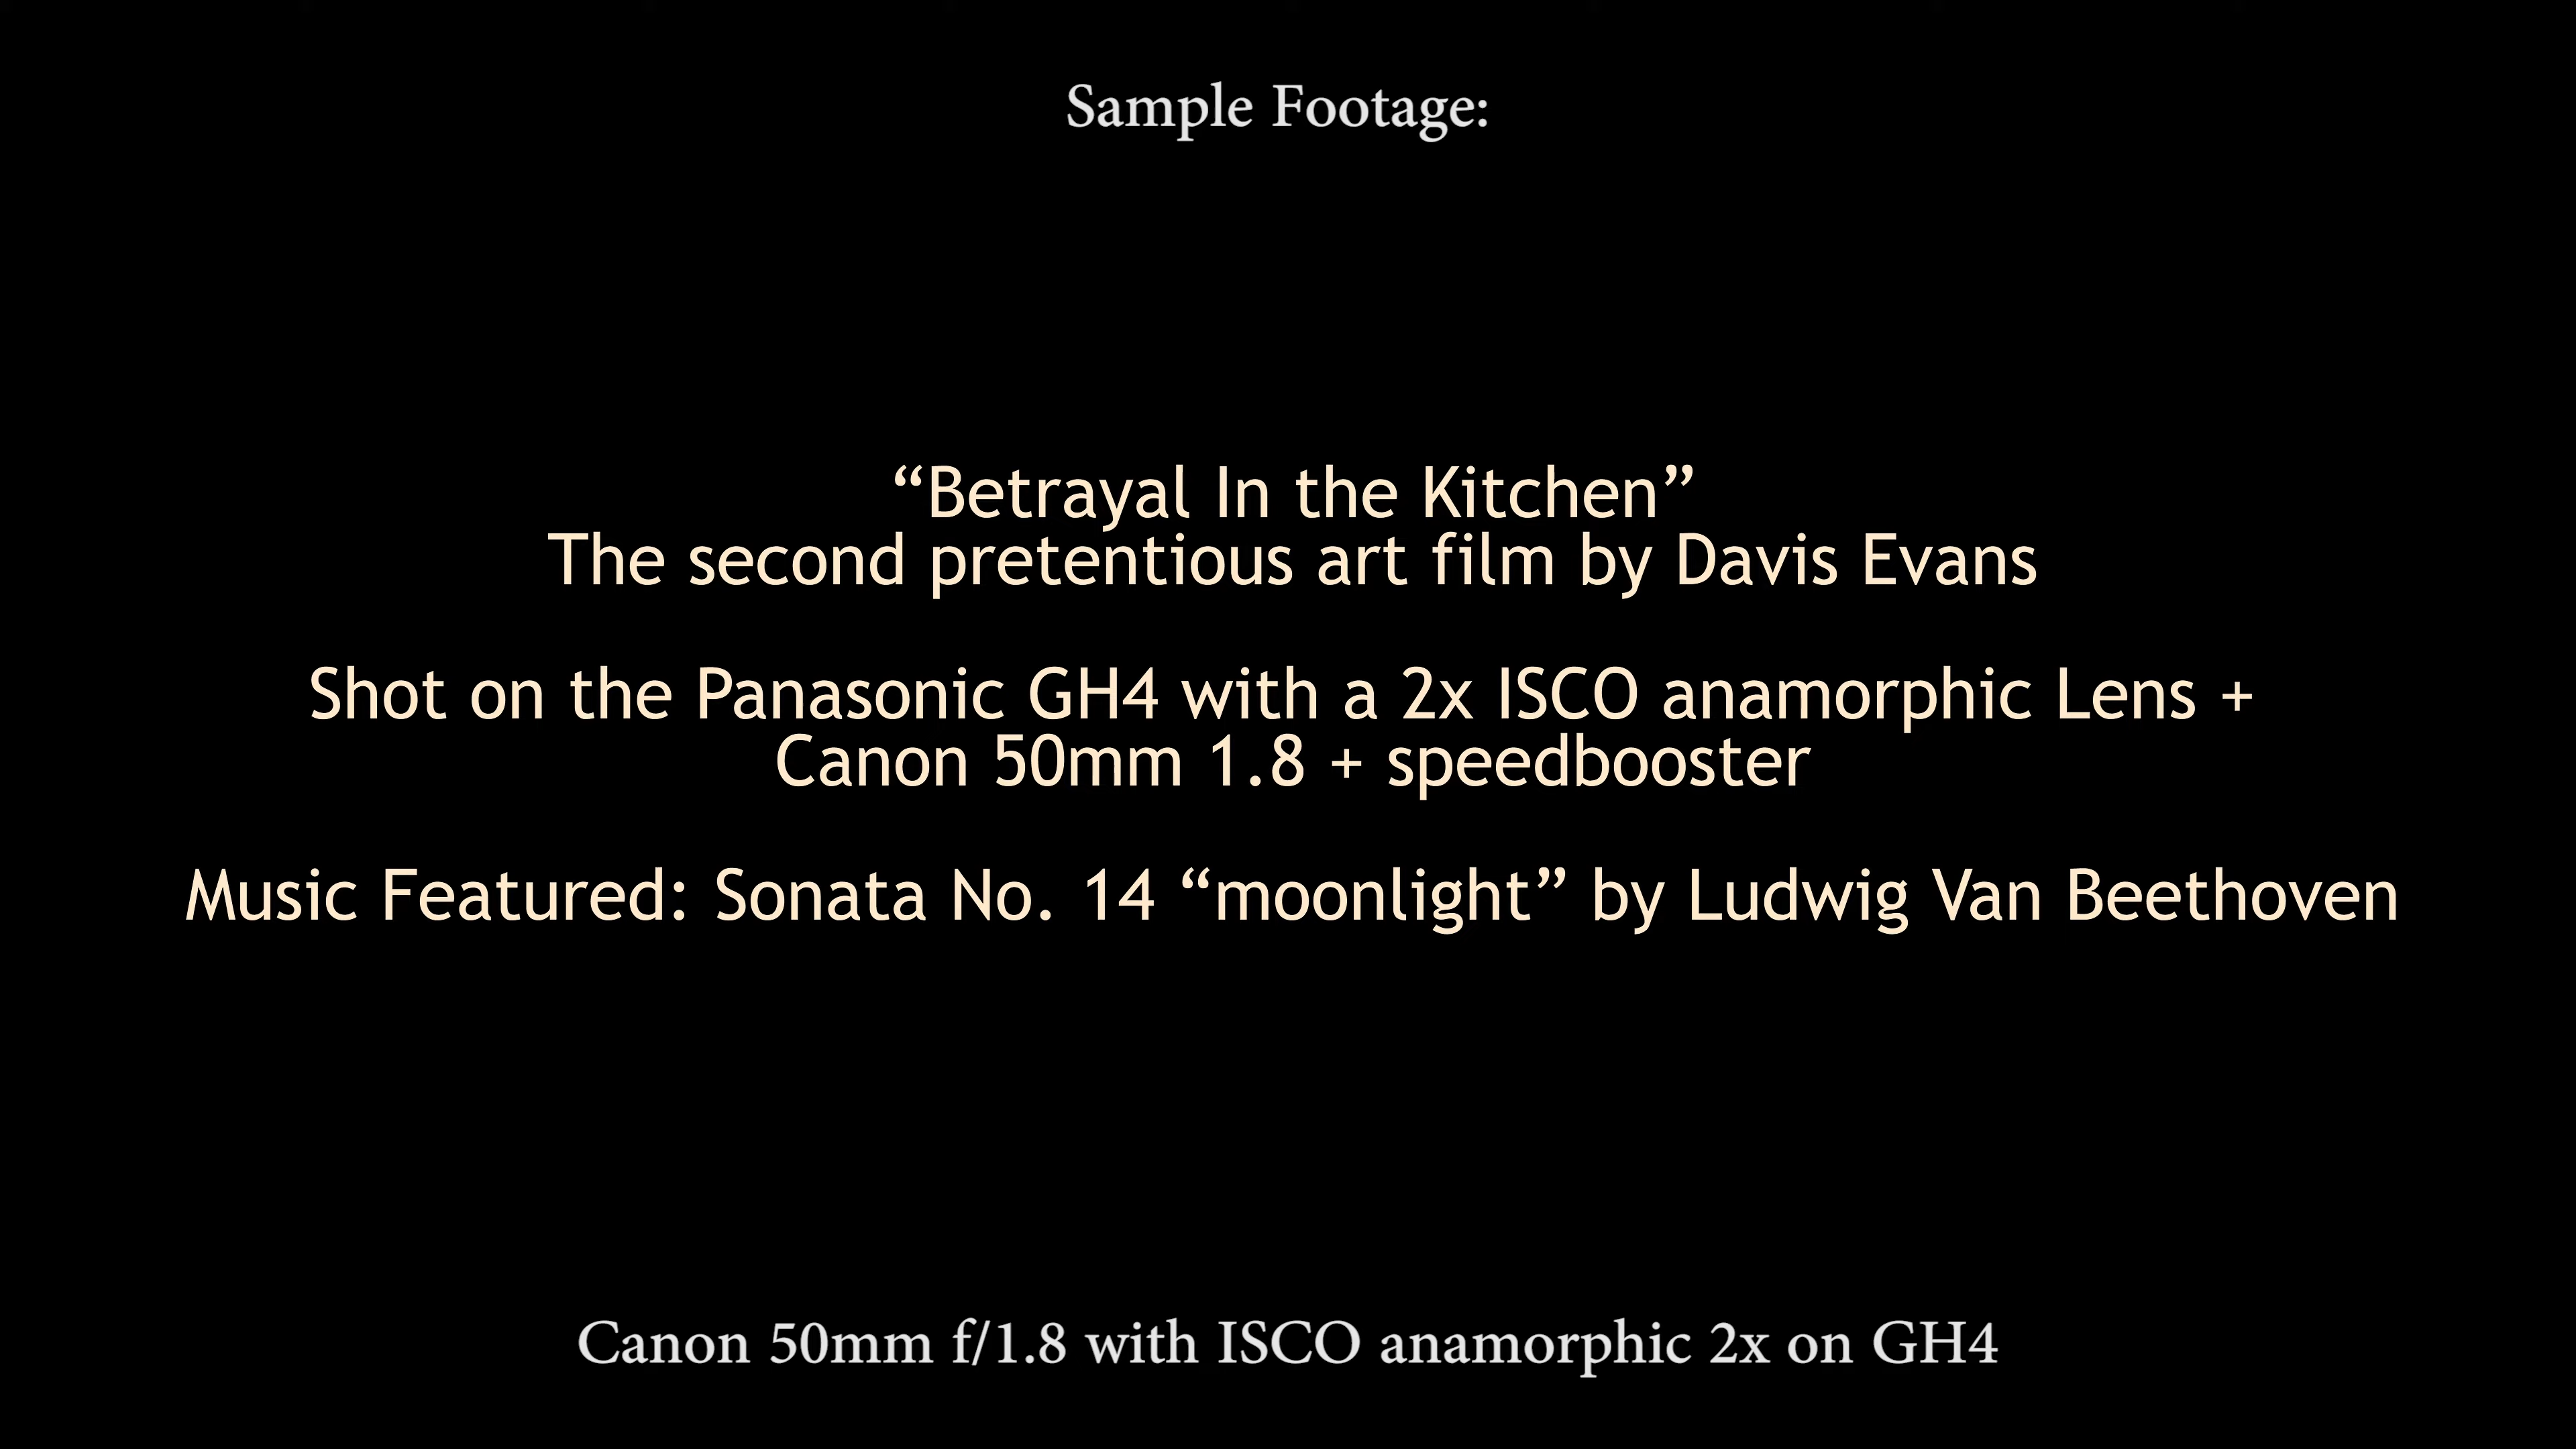 Sample Footage:
“Betrayal In the Kitchen”
The second pretentious art film by Davis Evans
Shot on the Panasonic GH4 with a 2x ISCO anamorphic Lens +
Canon 50mm 1.8 + speedbooster
Music Featured: Sonata No. 14 “moonlight” by Ludwig Van Beethoven
Canon 50mm f/1.8 with ISCO anamorphic 2x on GH4